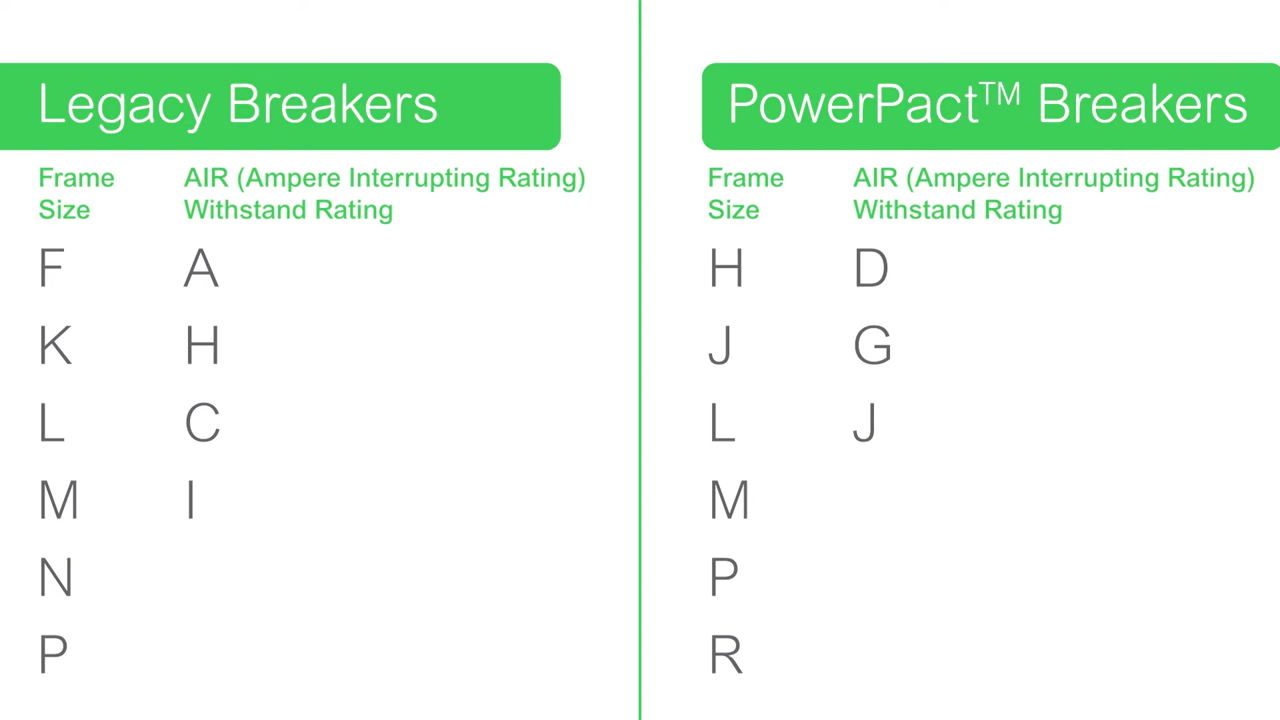 Legacy Breakers
Frame Size
AIR (Ampere Interrupting Rating) Withstand Rating
F A
K H
L C
M I
N
P
PowerPact™ Breakers
Frame Size
AIR (Ampere Interrupting Rating) Withstand Rating
H D
J G
L J
M
P
R